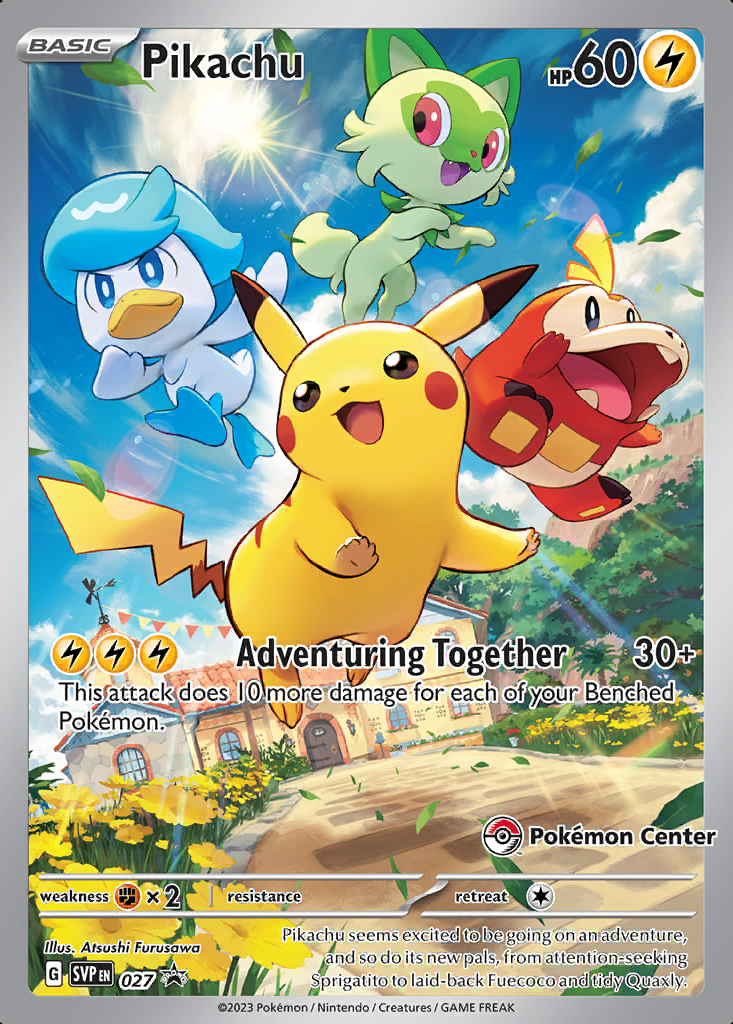 BASIC
Pikachu
HP60
Adventuring Together 30+
This attack does 10 more damage for each of your Benched
Pokémon.
Pokémon Center
weakness ×2 resistance retreat
Illus. Atsushi Furusawa
Pikachu seems excited to be going on an adventure,
and so do its new pals, from attention-seeking
Sprigatito to laid-back Fuecoco and tidy Quaxly.
G SVP EN 027
©2023 Pokémon / Nintendo / Creatures / GAME FREAK